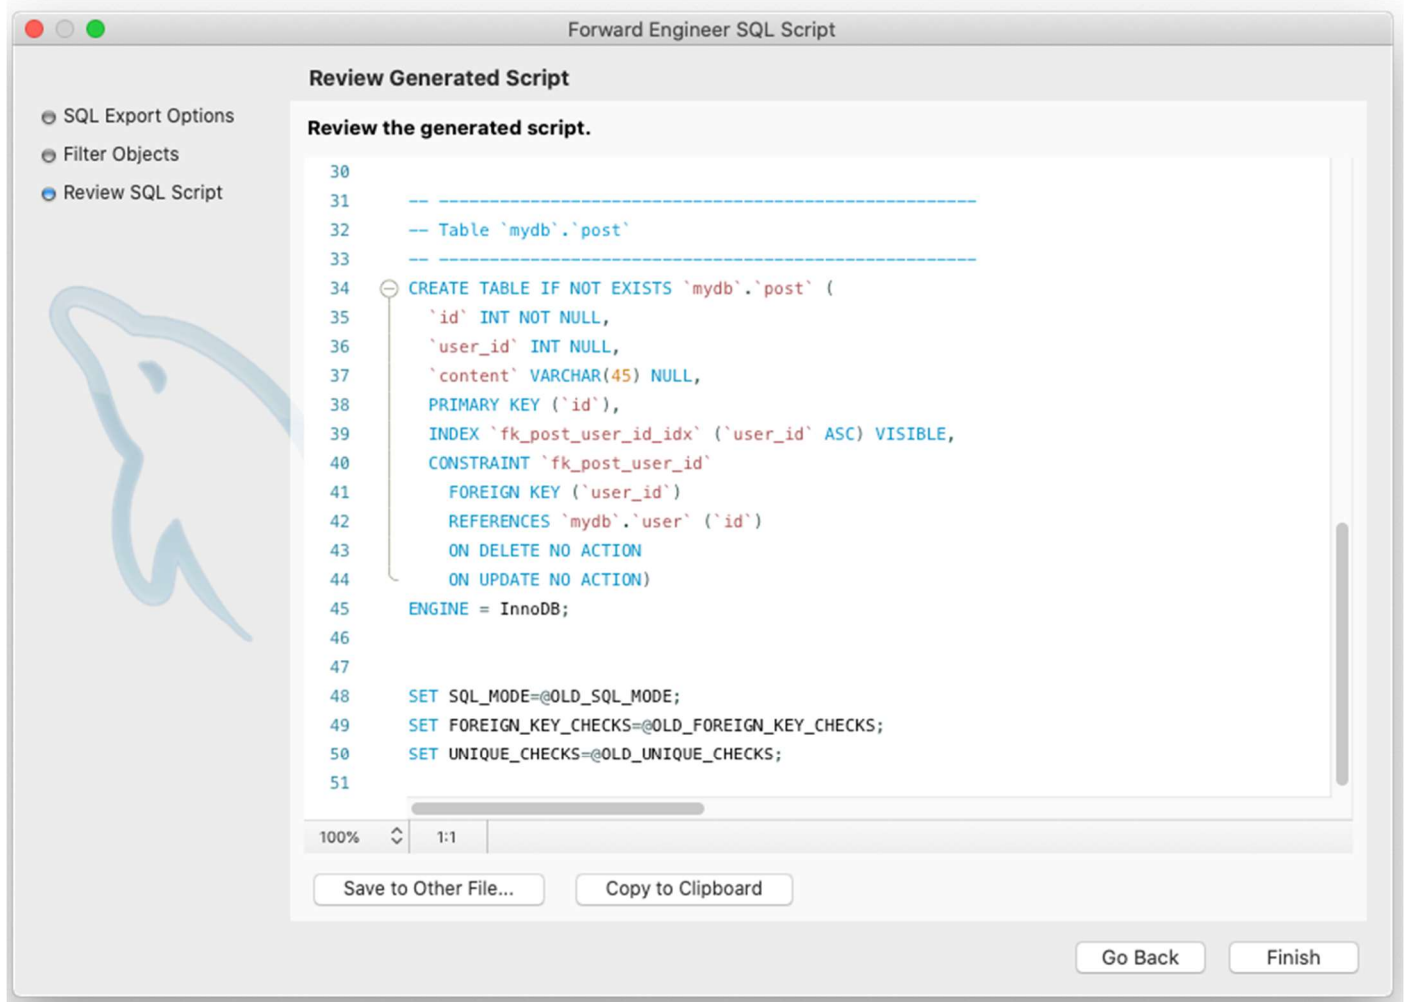 Forward Engineer SQL Script
Review Generated Script
SQL Export Options
Filter Objects
Review SQL Script
Review the generated script.
30
31 -- -----------------------------------------------------
32 -- Table `mydb`.`post`
33 -- -----------------------------------------------------
34 CREATE TABLE IF NOT EXISTS `mydb`.`post` (
35 `id` INT NOT NULL,
36 `user_id` INT NULL,
37 `content` VARCHAR(45) NULL,
38 PRIMARY KEY (`id`),
39 INDEX `fk_post_user_id_idx` (`user_id` ASC) VISIBLE,
40 CONSTRAINT `fk_post_user_id`
41 FOREIGN KEY (`user_id`)
42 REFERENCES `mydb`.`user` (`id`)
43 ON DELETE NO ACTION
44 ON UPDATE NO ACTION)
45 ENGINE = InnoDB;
46
47
48 SET SQL_MODE=@OLD_SQL_MODE;
49 SET FOREIGN_KEY_CHECKS=@OLD_FOREIGN_KEY_CHECKS;
50 SET UNIQUE_CHECKS=@OLD_UNIQUE_CHECKS;
51
100% 1:1
Save to Other File... Copy to Clipboard
Go Back Finish